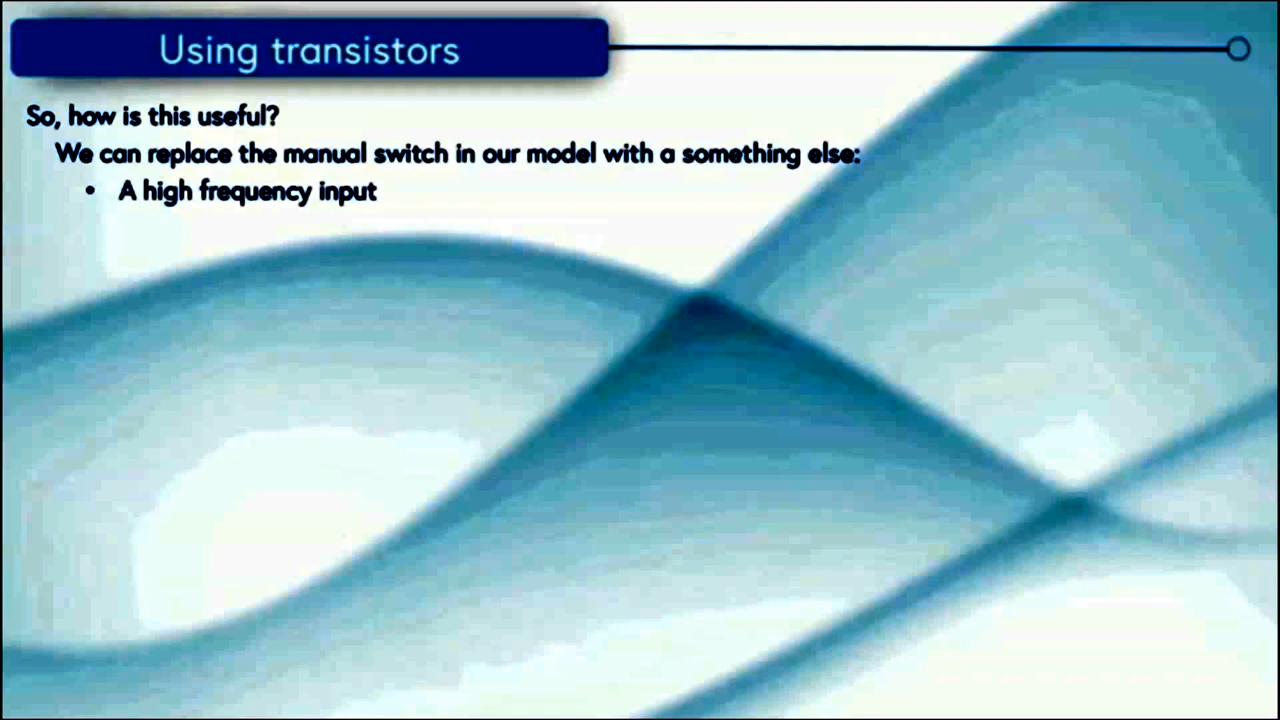 Using transistors
So, how is this useful?
We can replace the manual switch in our model with a something else:
• A high frequency input